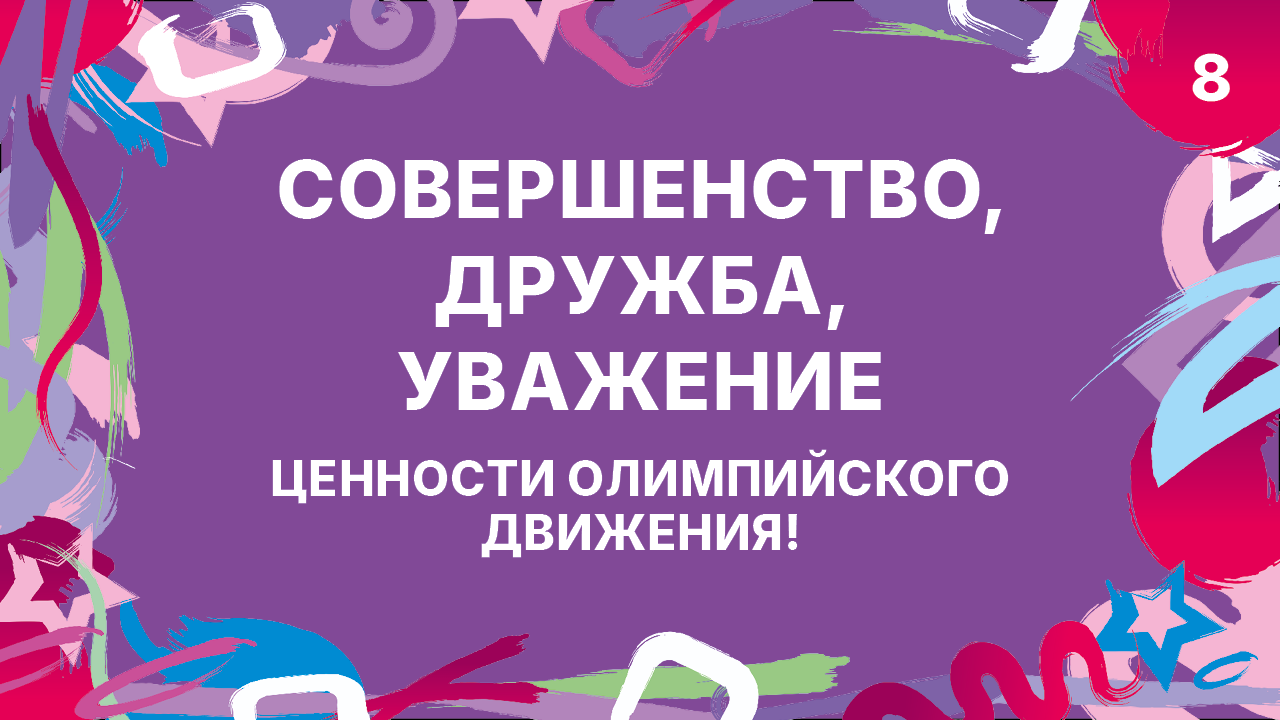 8
СОВЕРШЕНСТВО,
ДРУЖБА,
УВАЖЕНИЕ
ЦЕННОСТИ ОЛИМПИЙСКОГО
ДВИЖЕНИЯ!